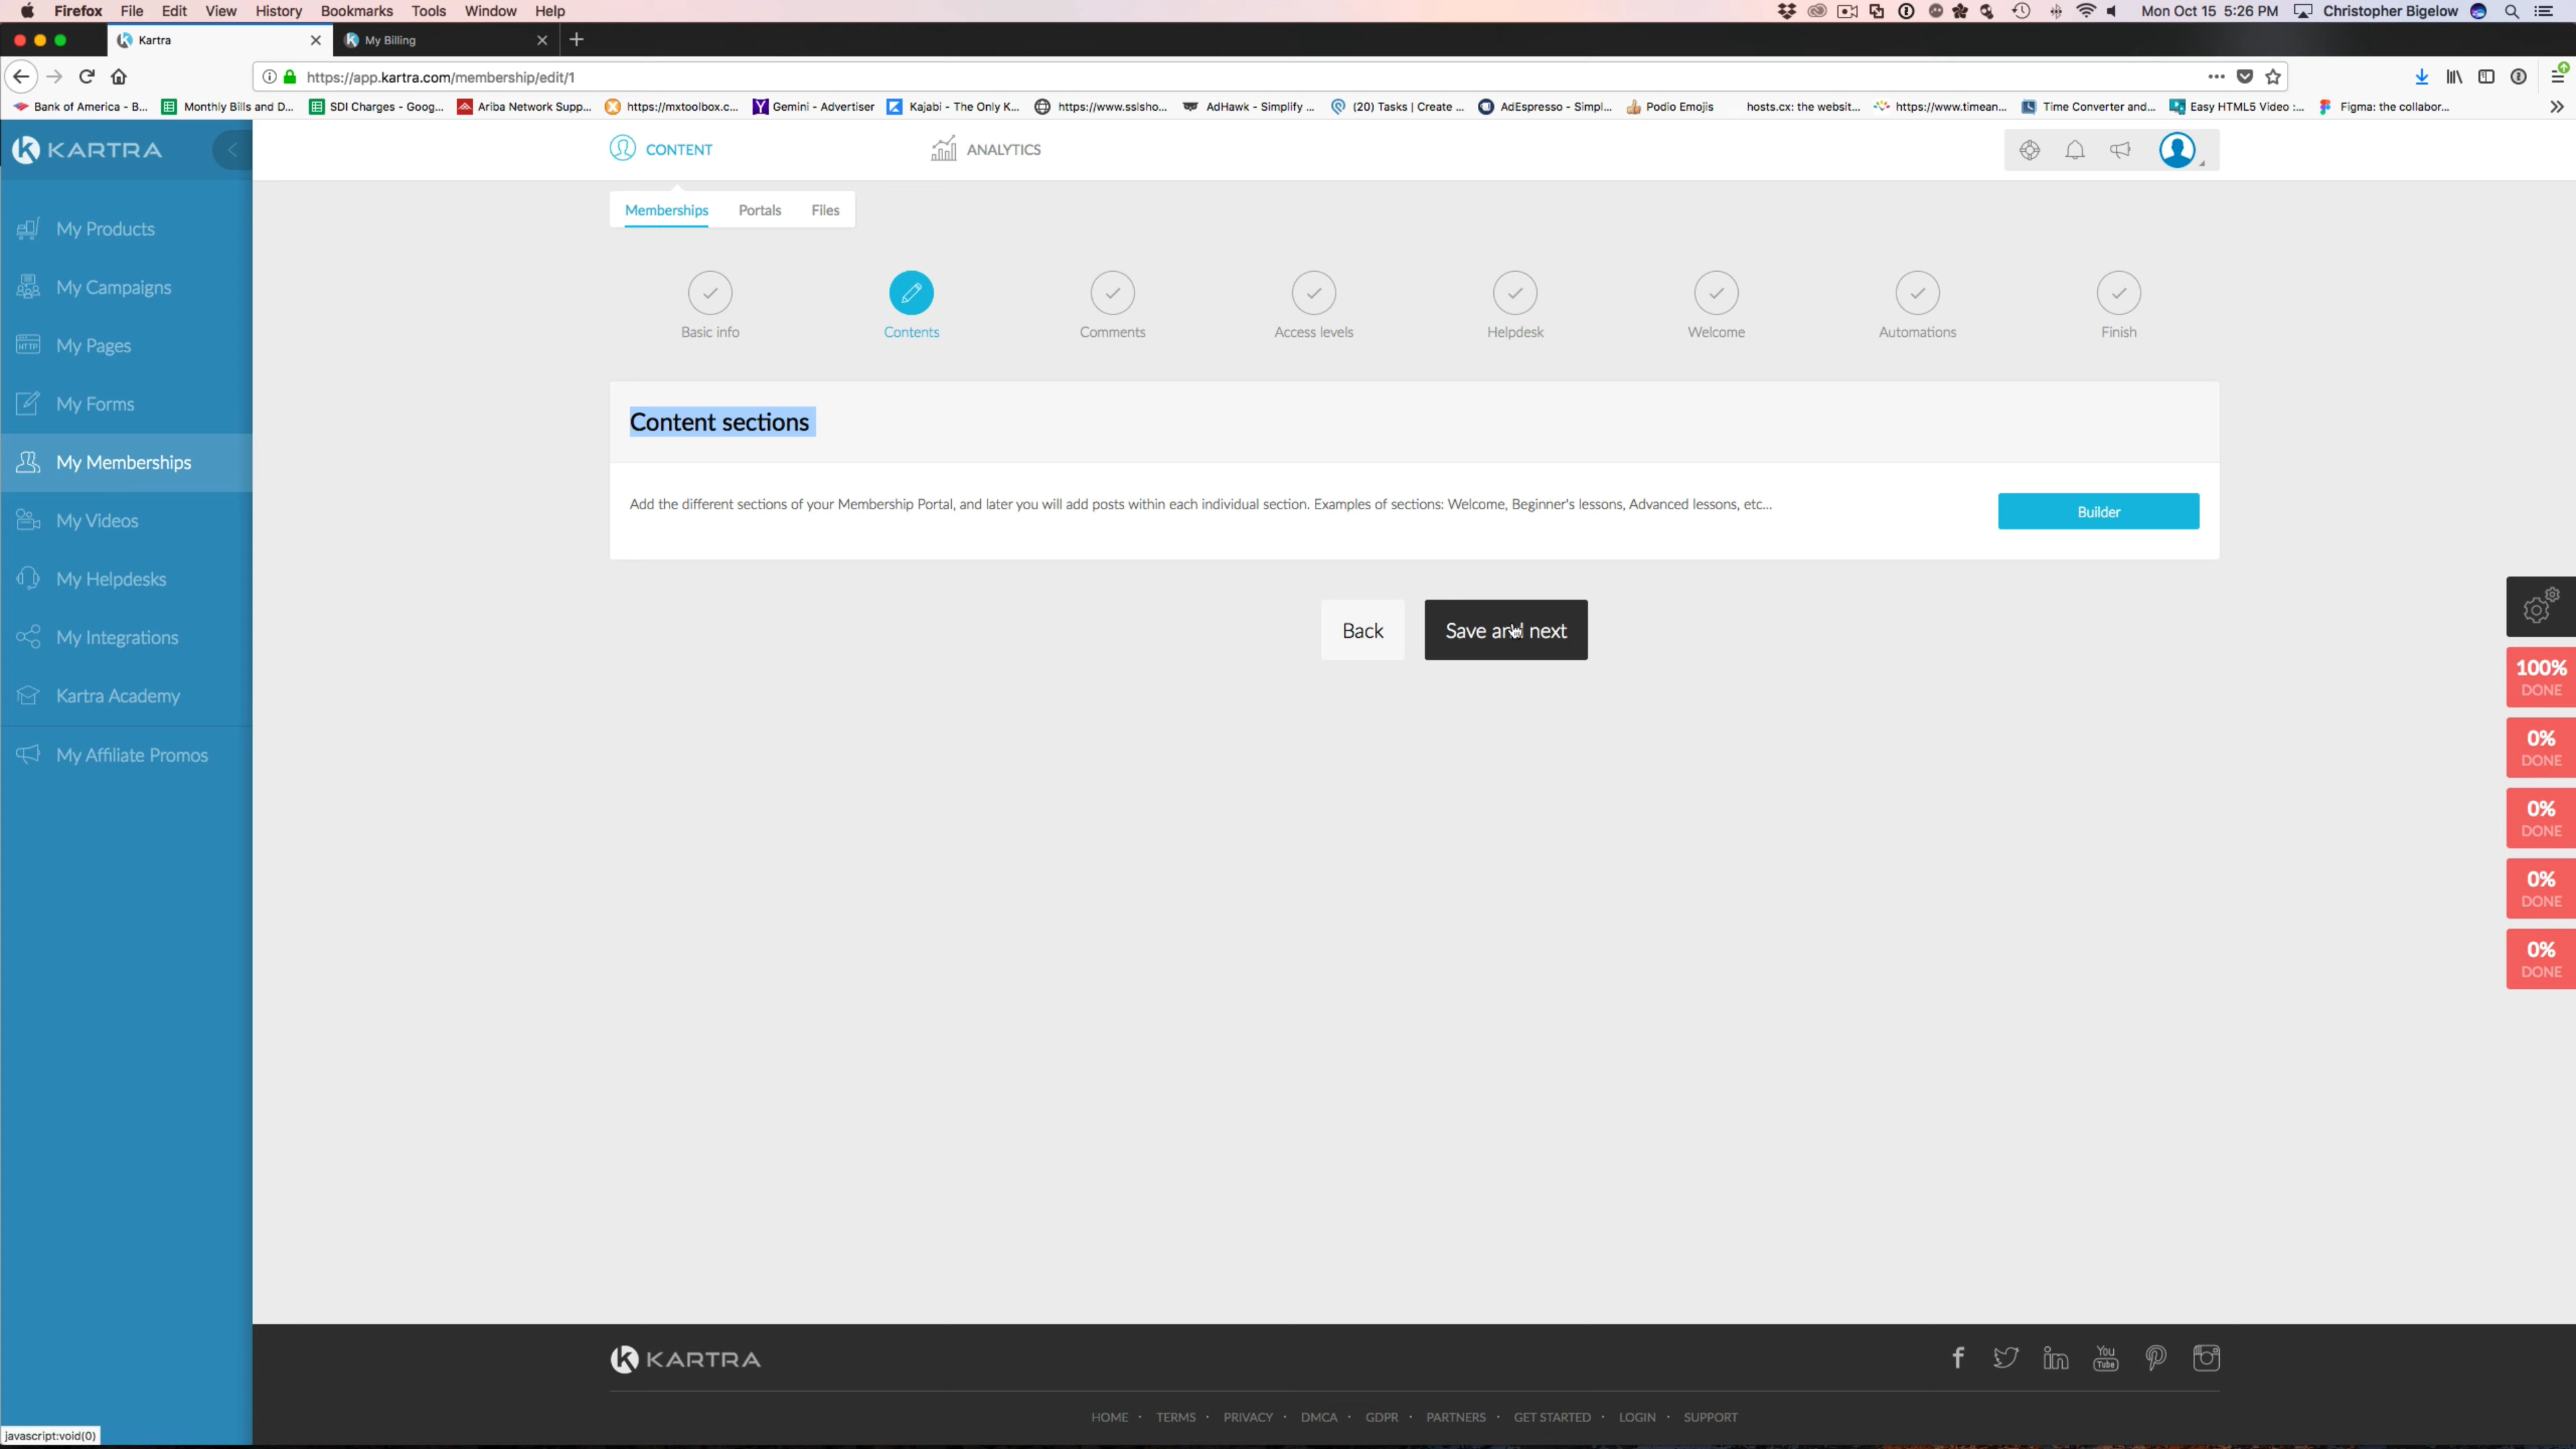 Firefox File Edit View History Bookmarks Tools Window Help
Mon Oct 15 5:26 PM Christopher Bigelow
Kartra
My Billing
https://app.kartra.com/membership/edit/1
Bank of America - B... Monthly Bills and D... SDI Charges - Goog... Ariba Network Supp... https://mxtoolbox.c... Gemini - Advertiser Kajabi - The Only K... https://www.sslsho... AdHawk - Simplify ... (20) Tasks | Create ... AdEspresso - Simpl... Podio Emojis hosts.cx: the websit... https://www.timean... Time Converter and... Easy HTML5 Video :... Figma: the collabor...
KARTRA
CONTENT
ANALYTICS
Memberships Portals Files
My Products
My Campaigns
HTTP My Pages
My Forms
My Memberships
My Videos
My Helpdesks
My Integrations
Kartra Academy
My Affiliate Promos
Basic info Contents Comments Access levels Helpdesk Welcome Automations Finish
Content sections
Add the different sections of your Membership Portal, and later you will add posts within each individual section. Examples of sections: Welcome, Beginner's lessons, Advanced lessons, etc...
Builder
Back
Save and next
100%
DONE
0%
DONE
0%
DONE
0%
DONE
0%
DONE
KARTRA
You
Tube
HOME · TERMS · PRIVACY · DMCA · GDPR · PARTNERS · GET STARTED · LOGIN · SUPPORT
javascript:void(0)